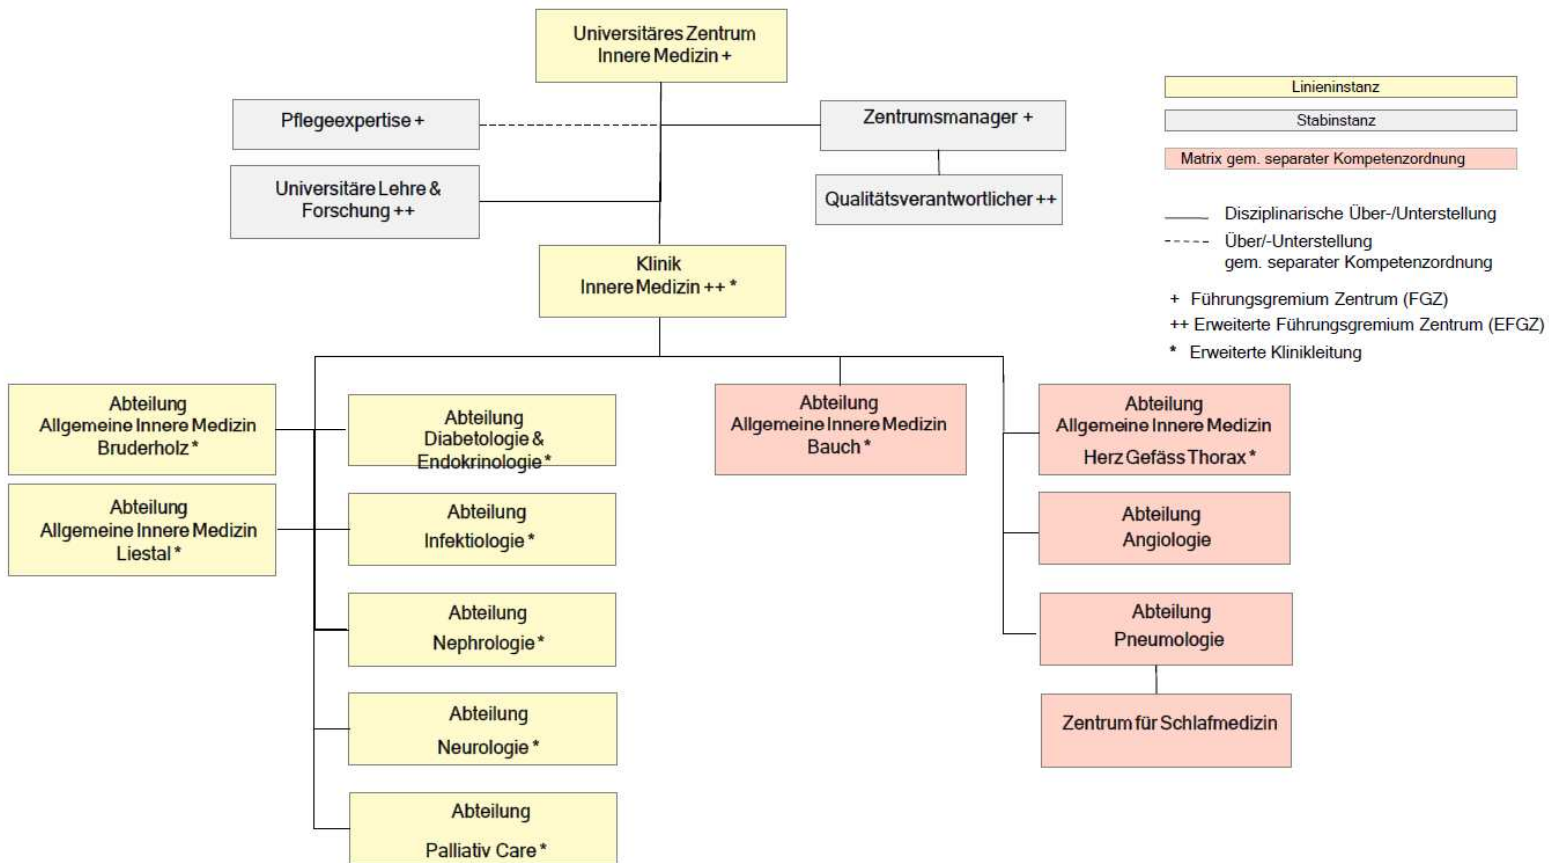 Universitäres Zentrum
Innere Medizin +
Pflegeexpertise +
Zentrumsmanager +
Universitäre Lehre &
Forschung ++
Qualitätsverantwortlicher ++
Klinik
Innere Medizin ++ *
Linieninstanz
Stabinstanz
Matrix gem. separater Kompetenzordnung
Disziplinarische Über-/Unterstellung
Über/-Unterstellung
gem. separater Kompetenzordnung
+ Führungsgremium Zentrum (FGZ)
++ Erweiterte Führungsgremium Zentrum (EFGZ)
* Erweiterte Klinikleitung
Abteilung
Allgemeine Innere Medizin
Bruderholz *
Abteilung
Allgemeine Innere Medizin
Liestal *
Abteilung
Diabetologie &
Endokrinologie *
Abteilung
Infektiologie *
Abteilung
Nephrologie *
Abteilung
Neurologie *
Abteilung
Palliativ Care *
Abteilung
Allgemeine Innere Medizin
Bauch *
Abteilung
Allgemeine Innere Medizin
Herz Gefäss Thorax *
Abteilung
Angiologie
Abteilung
Pneumologie
Zentrum für Schlafmedizin